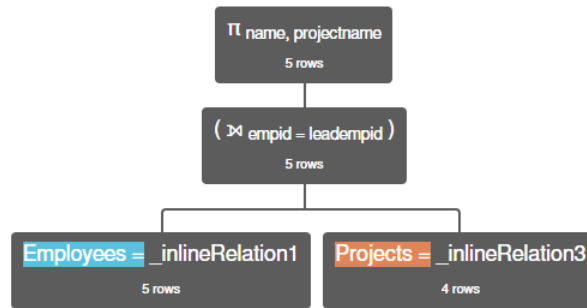 π name, projectname
5 rows
( ⟕ empid = leadempid )
5 rows
Employees = _inlineRelation1
5 rows
Projects = _inlineRelation3
4 rows